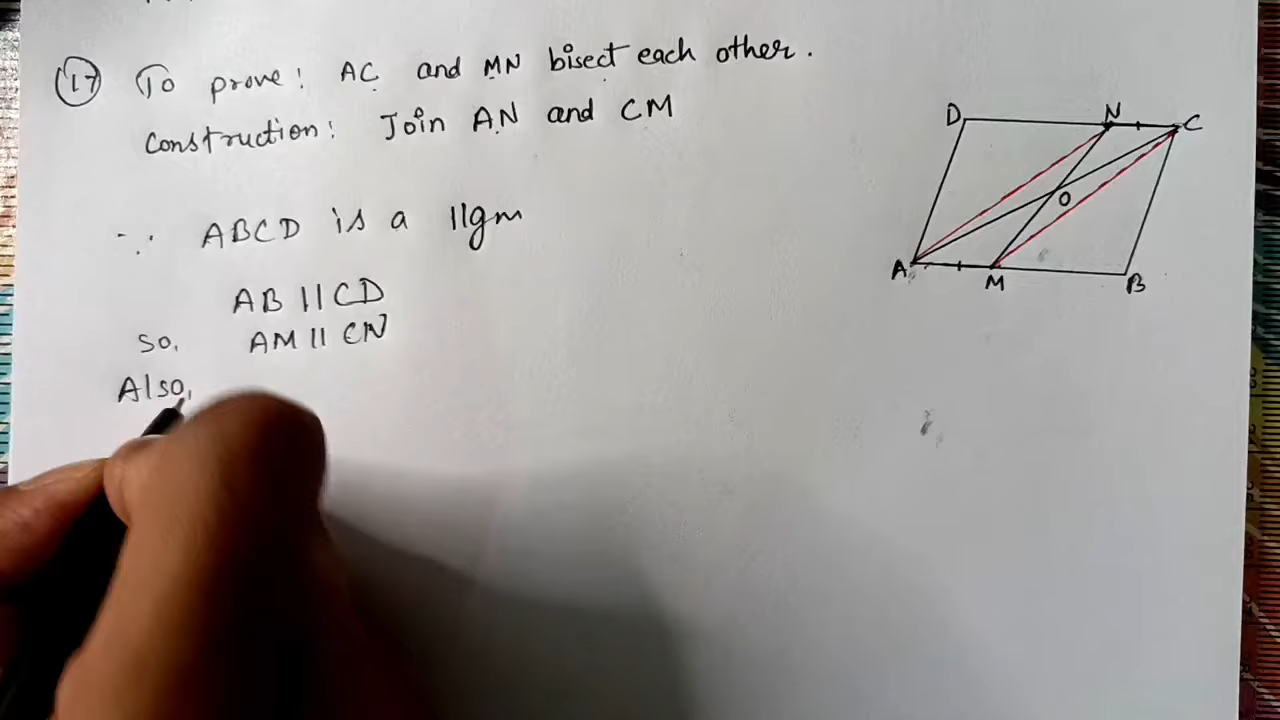 (17) To prove: AC and MN bisect each other.
Construction: Join AN and CM
∵ ABCD is a ||gm
AB || CD
so, AM || CN
Also,
D N C
O
A M B